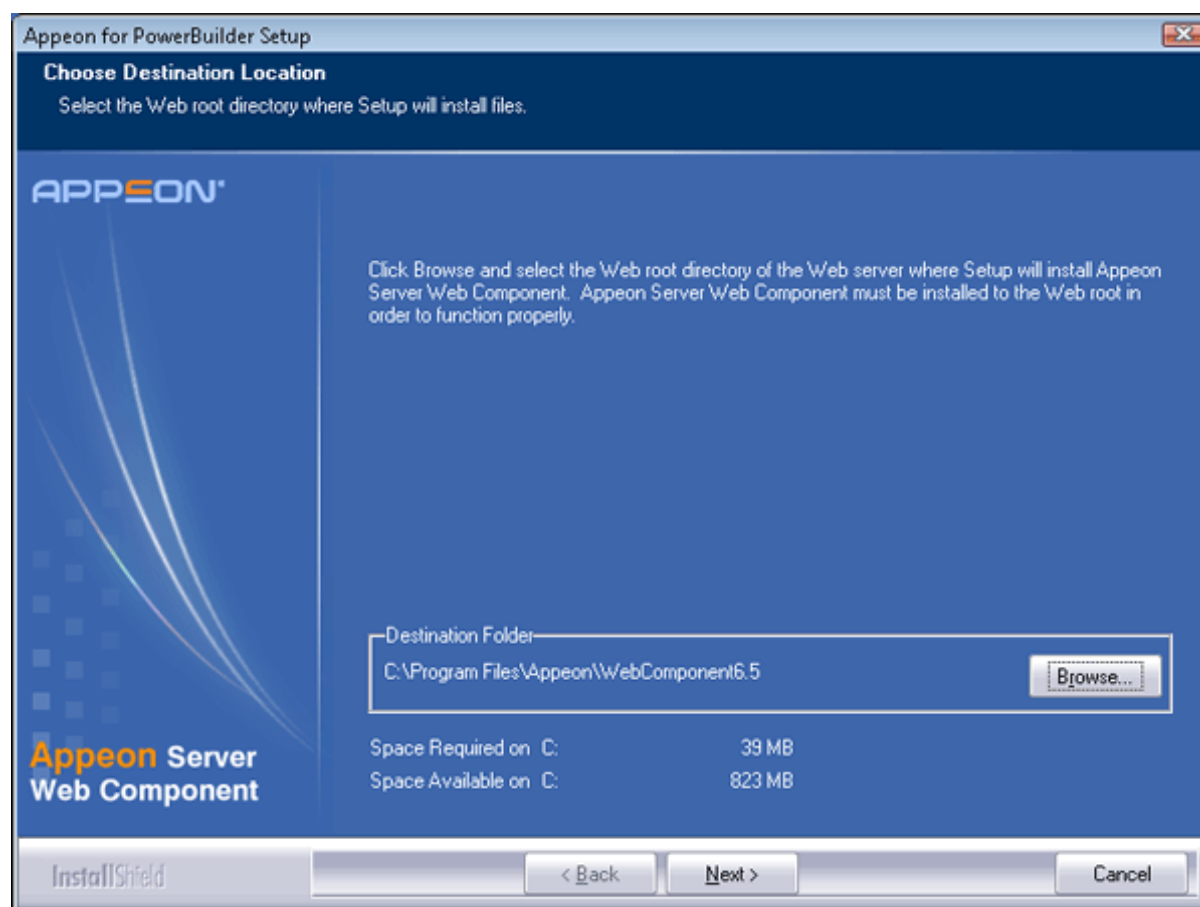 Appeon for PowerBuilder Setup
Choose Destination Location
Select the Web root directory where Setup will install files.
APPEON
Click Browse and select the Web root directory of the Web server where Setup will install Appeon
Server Web Component.  Appeon Server Web Component must be installed to the Web root in
order to function properly.
Destination Folder
C:\Program Files\Appeon\WebComponent6.5
Browse...
Space Required on C: 39 MB
Space Available on C: 823 MB
Appeon Server
Web Component
InstallShield
< Back
Next >
Cancel